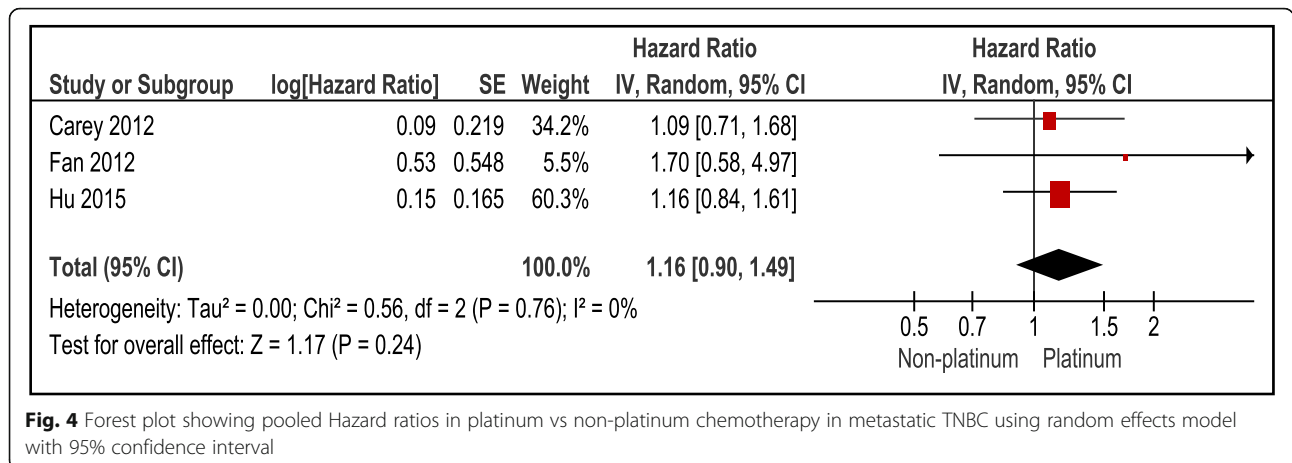 Hazard Ratio Hazard Ratio
Study or Subgroup log[Hazard Ratio] SE Weight IV, Random, 95% CI IV, Random, 95% CI
Carey 2012 0.09 0.219 34.2% 1.09 [0.71, 1.68]
Fan 2012 0.53 0.548 5.5% 1.70 [0.58, 4.97]
Hu 2015 0.15 0.165 60.3% 1.16 [0.84, 1.61]
Total (95% CI) 100.0% 1.16 [0.90, 1.49]
Heterogeneity: Tau² = 0.00; Chi² = 0.56, df = 2 (P = 0.76); I² = 0%
Test for overall effect: Z = 1.17 (P = 0.24)
0.5 0.7 1 1.5 2
Non-platinum Platinum
Fig. 4 Forest plot showing pooled Hazard ratios in platinum vs non-platinum chemotherapy in metastatic TNBC using random effects model
with 95% confidence interval